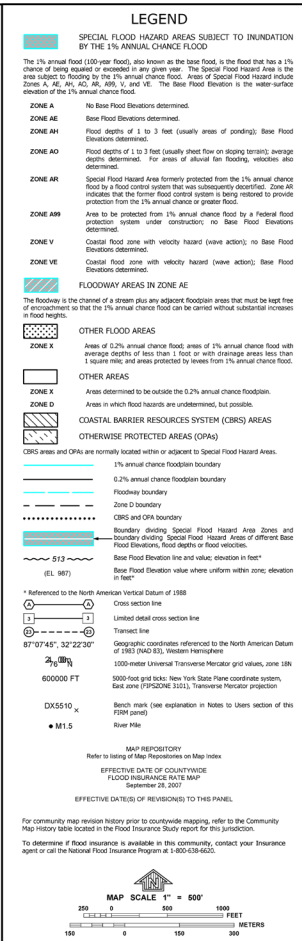 LEGEND
SPECIAL FLOOD HAZARD AREAS SUBJECT TO INUNDATION
BY THE 1% ANNUAL CHANCE FLOOD
The 1% annual flood (100-year flood), also known as the base flood, is the flood that has a 1%
chance of being equaled or exceeded in any given year. The Special Flood Hazard Area is the
area subject to flooding by the 1% annual chance flood. Areas of Special Flood Hazard include
Zones A, AE, AH, AO, AR, A99, V, and VE. The Base Flood Elevation is the water-surface
elevation of the 1% annual chance flood.
ZONE A No Base Flood Elevations determined.
ZONE AE Base Flood Elevations determined.
ZONE AH Flood depths of 1 to 3 feet (usually areas of ponding); Base Flood
Elevations determined.
ZONE AO Flood depths of 1 to 3 feet (usually sheet flow on sloping terrain); average
depths determined. For areas of alluvial fan flooding, velocities also
determined.
ZONE AR Special Flood Hazard Area formerly protected from the 1% annual chance
flood by a flood control system that was subsequently decertified. Zone AR
indicates that the former flood control system is being restored to provide
protection from the 1% annual chance or greater flood.
ZONE A99 Area to be protected from 1% annual chance flood by a Federal flood
protection system under construction; no Base Flood Elevations
determined.
ZONE V Coastal flood zone with velocity hazard (wave action); no Base Flood
Elevations determined.
ZONE VE Coastal flood zone with velocity hazard (wave action); Base Flood
Elevations determined.
FLOODWAY AREAS IN ZONE AE
The floodway is the channel of a stream plus any adjacent floodplain areas that must be kept free
of encroachment so that the 1% annual chance flood can be carried without substantial increases
in flood heights.
OTHER FLOOD AREAS
ZONE X Areas of 0.2% annual chance flood; areas of 1% annual chance flood with
average depths of less than 1 foot or with drainage areas less than
1 square mile; and areas protected by levees from 1% annual chance flood.
OTHER AREAS
ZONE X Areas determined to be outside the 0.2% annual chance floodplain.
ZONE D Areas in which flood hazards are undetermined, but possible.
COASTAL BARRIER RESOURCES SYSTEM (CBRS) AREAS
OTHERWISE PROTECTED AREAS (OPAs)
CBRS areas and OPAs are normally located within or adjacent to Special Flood Hazard Areas.
1% annual chance floodplain boundary
0.2% annual chance floodplain boundary
Floodway boundary
Zone D boundary
CBRS and OPA boundary
Boundary dividing Special Flood Hazard Area Zones and
boundary dividing Special Flood Hazard Areas of different Base
Flood Elevations, flood depths or flood velocities.
513 Base Flood Elevation line and value; elevation in feet*
(EL 987) Base Flood Elevation value where uniform within zone; elevation
in feet*
* Referenced to the North American Vertical Datum of 1988
A A Cross section line
3 3 Limited detail cross section line
23 23 Transect line
87°07'45", 32°22'30" Geographic coordinates referenced to the North American Datum
of 1983 (NAD 83), Western Hemisphere
1000-meter Universal Transverse Mercator grid values, zone 18N
600000 FT 5000-foot grid ticks: New York State Plane coordinate system,
East zone (FIPSZONE 3101), Transverse Mercator projection
DX5510 x Bench mark (see explanation in Notes to Users section of this
FIRM panel)
● M1.5 River Mile
MAP REPOSITORY
Refer to listing of Map Repositories on Map Index
EFFECTIVE DATE OF COUNTYWIDE
FLOOD INSURANCE RATE MAP
September 28, 2007
EFFECTIVE DATE(S) OF REVISION(S) TO THIS PANEL
For community map revision history prior to countywide mapping, refer to the Community
Map History table located in the Flood Insurance Study report for this jurisdiction.
To determine if flood insurance is available in this community, contact your Insurance
agent or call the National Flood Insurance Program at 1-800-638-6620.
MAP SCALE 1" = 500'
250 0 500 1000
FEET
METERS
150 0 150 300